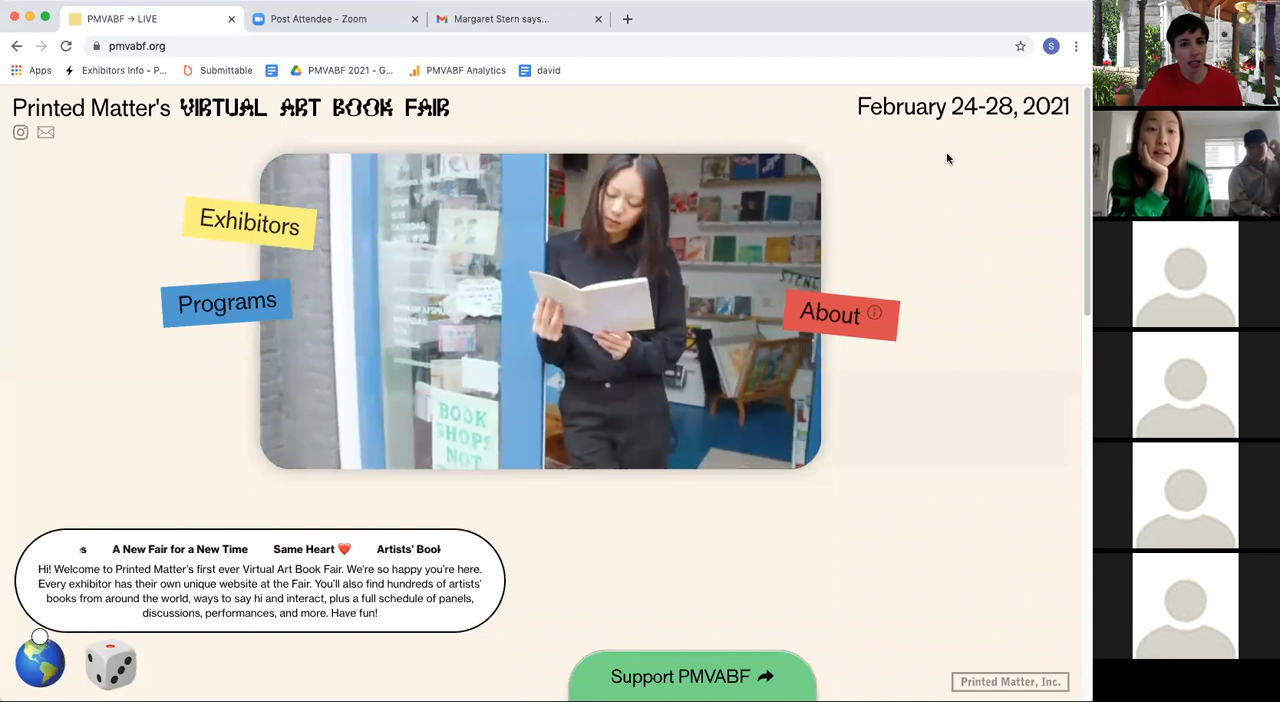 PMVABF → LIVE
Post Attendee - Zoom
Margaret Stern says...
pmvabf.org
S
Apps
Exhibitors Info - P...
Submittable
PMVABF 2021 - G...
PMVABF Analytics
david
Printed Matter's VIRTUAL ART BOOK FAIR
February 24-28, 2021
Exhibitors
Programs
About
BOOK
SHOPS
NOT
s A New Fair for a New Time Same Heart ❤️ Artists' Book
Hi! Welcome to Printed Matter's first ever Virtual Art Book Fair. We're so happy you're here.
Every exhibitor has their own unique website at the Fair. You'll also find hundreds of artists'
books from around the world, ways to say hi and interact, plus a full schedule of panels,
discussions, performances, and more. Have fun!
Support PMVABF
Printed Matter, Inc.